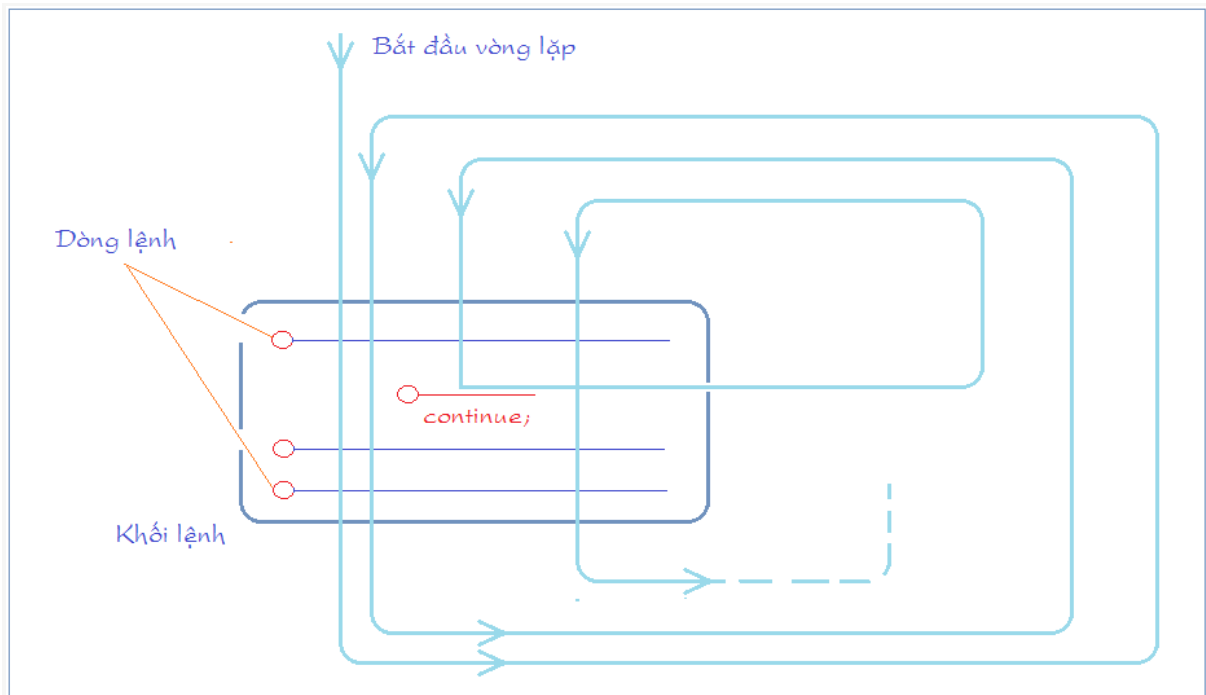 Bắt đầu vòng lặp
Dòng lệnh
continue;
Khối lệnh